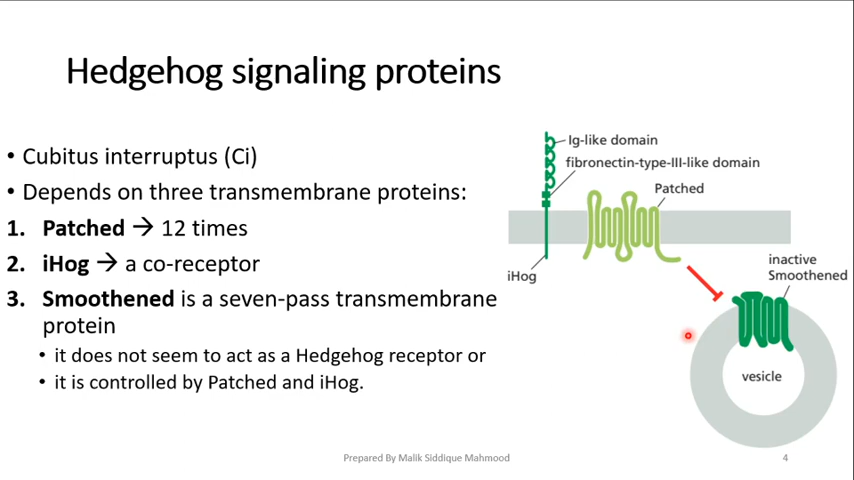 Hedgehog signaling proteins
• Cubitus interruptus (Ci)
• Depends on three transmembrane proteins:
1. Patched → 12 times
2. iHog → a co-receptor
3. Smoothened is a seven-pass transmembrane
protein
• it does not seem to act as a Hedgehog receptor or
• it is controlled by Patched and iHog.
Ig-like domain
fibronectin-type-III-like domain
Patched
iHog
inactive
Smoothened
vesicle
Prepared By Malik Siddique Mahmood
4